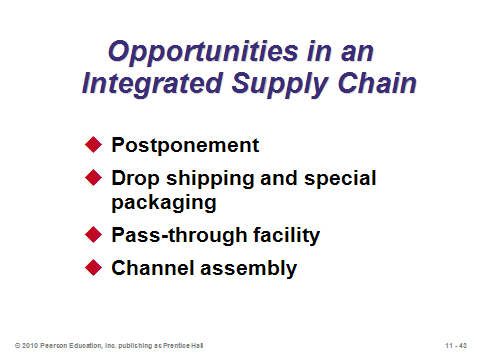 Opportunities in an
Integrated Supply Chain
Postponement
Drop shipping and special
packaging
Pass-through facility
Channel assembly
© 2010 Pearson Education, Inc. publishing as Prentice Hall
11 - 43